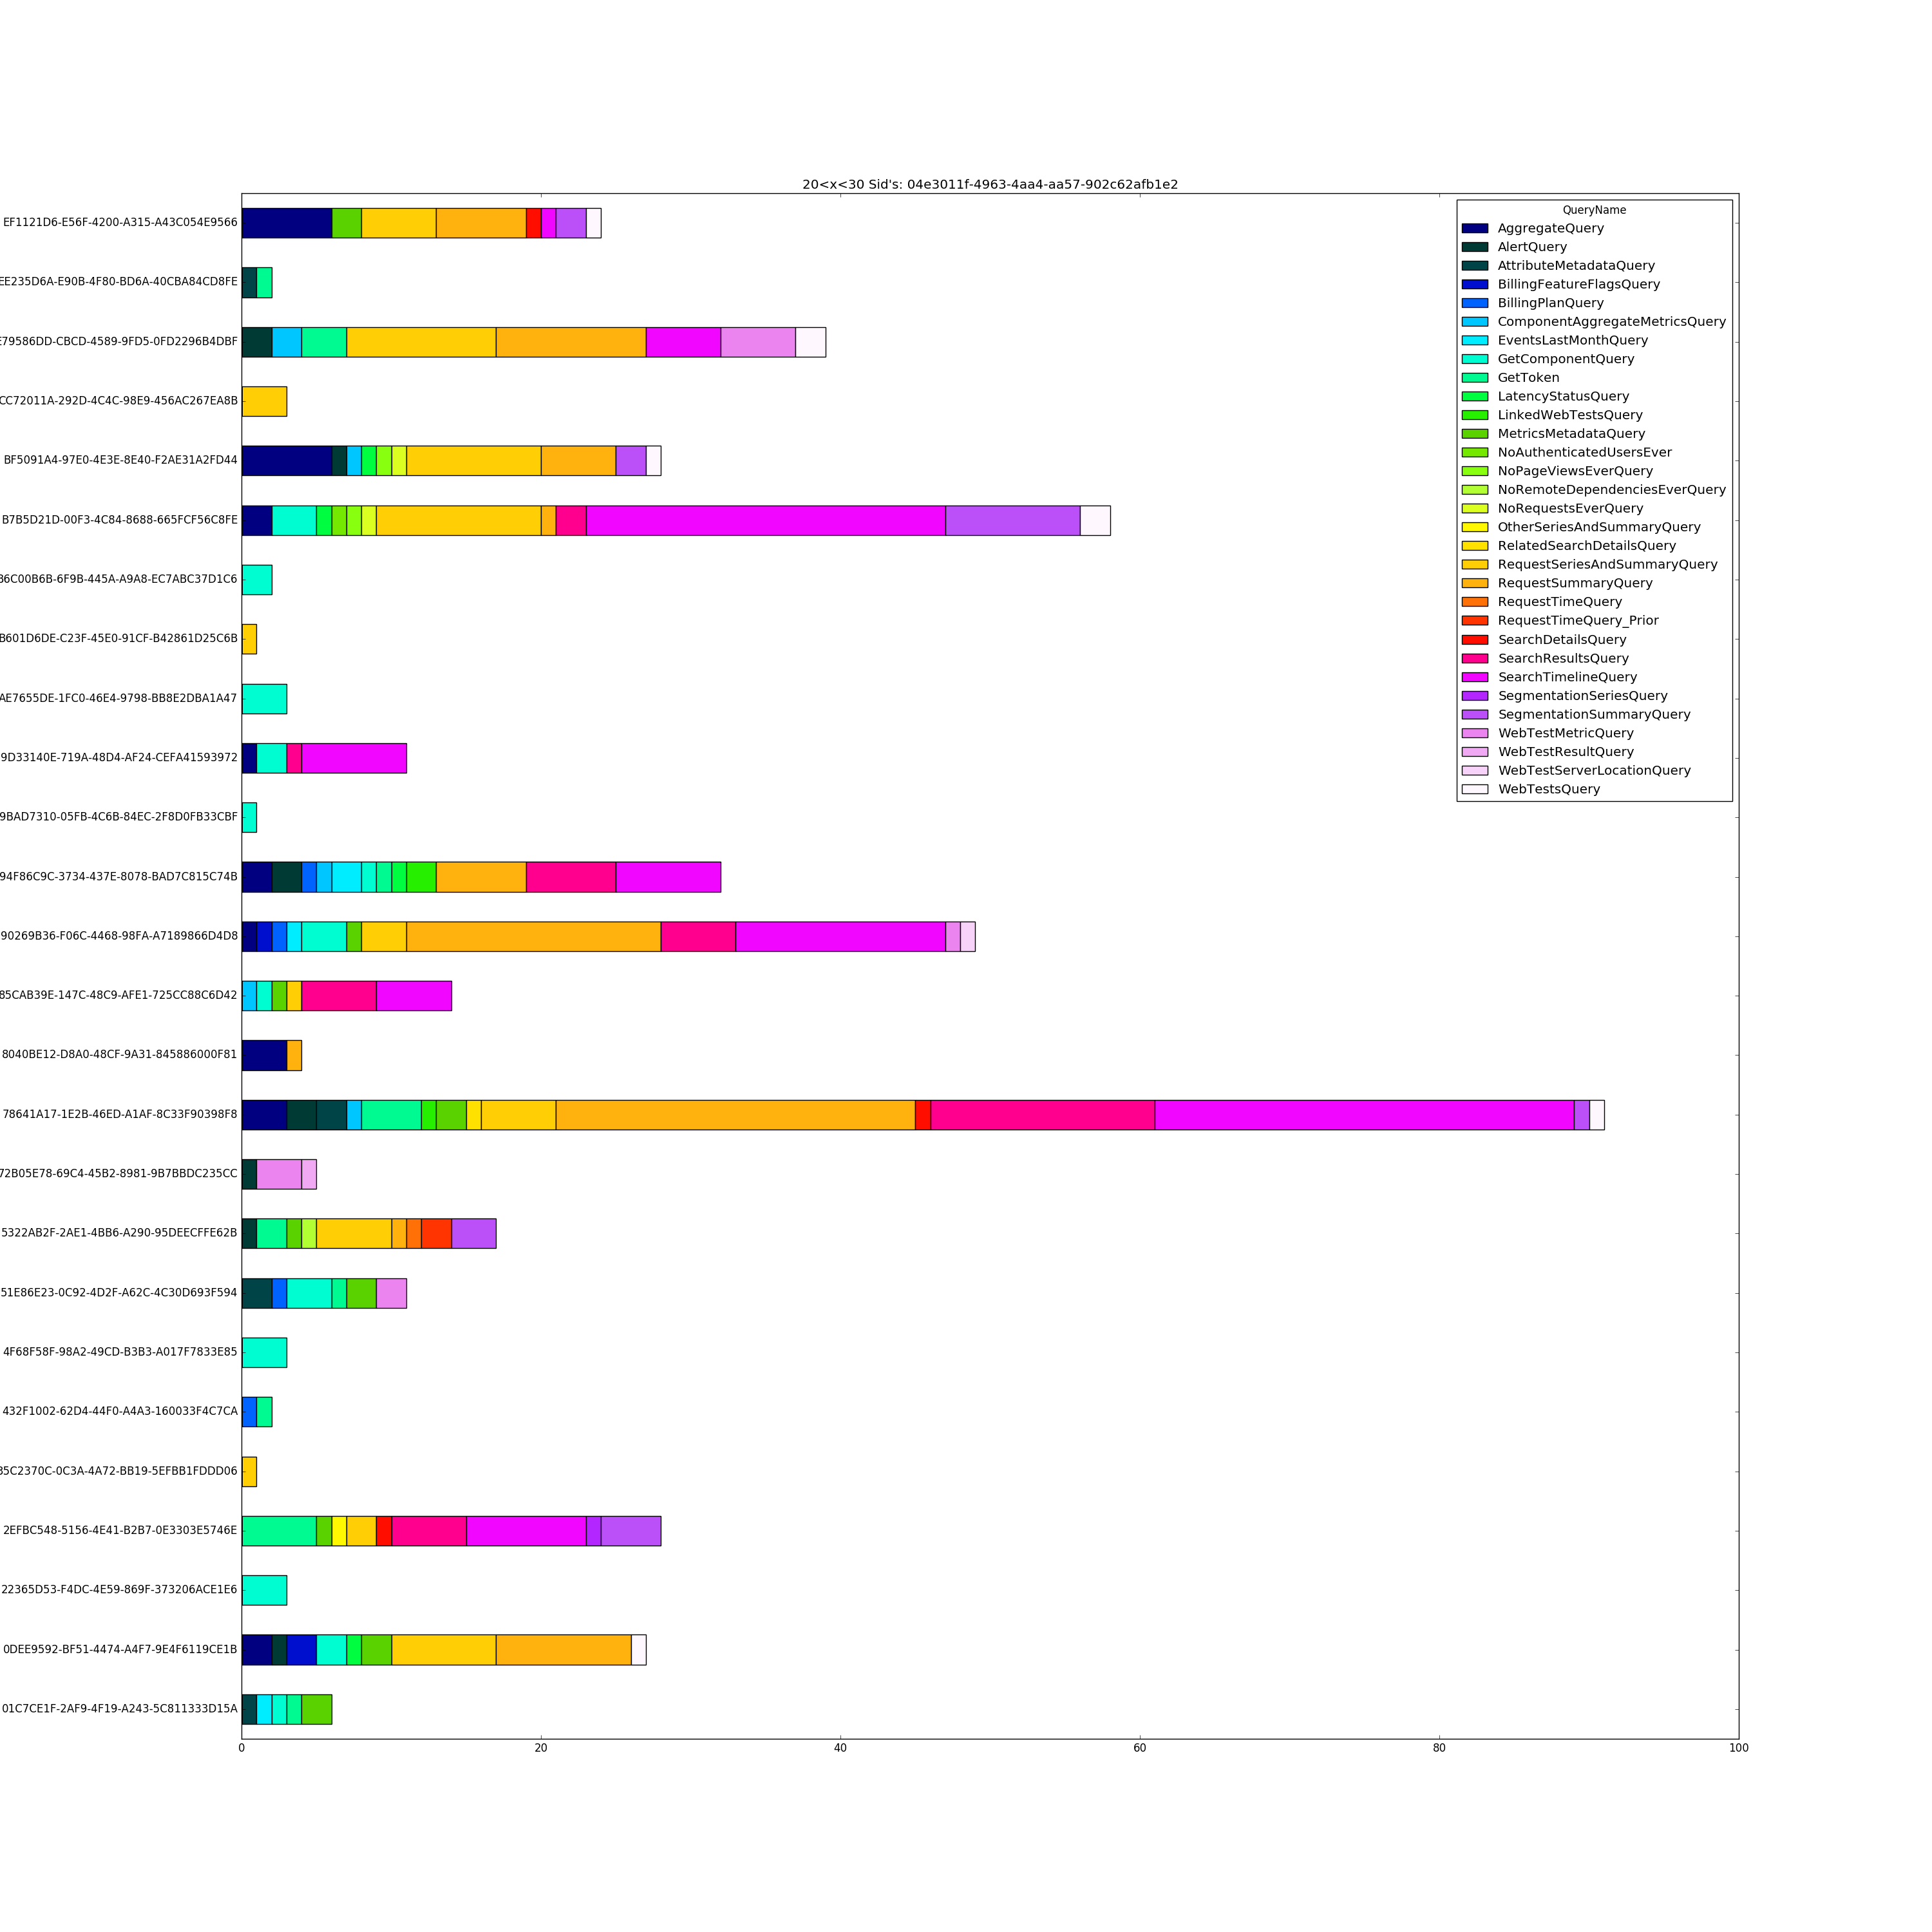 20<x<30 Sid's: 04e3011f-4963-4aa4-aa57-902c62afb1e2
EF1121D6-E56F-4200-A315-A43C054E9566
EE235D6A-E90B-4F80-BD6A-40CBA84CD8FE
E79586DD-CBCD-4589-9FD5-0FD2296B4DBF
CC72011A-292D-4C4C-98E9-456AC267EA8B
BF5091A4-97E0-4E3E-8E40-F2AE31A2FD44
B7B5D21D-00F3-4C84-8688-665FCF56C8FE
B6C00B6B-6F9B-445A-A9A8-EC7ABC37D1C6
B601D6DE-C23F-45E0-91CF-B42861D25C6B
AE7655DE-1FC0-46E4-9798-BB8E2DBA1A47
9D33140E-719A-48D4-AF24-CEFA41593972
9BAD7310-05FB-4C6B-84EC-2F8D0FB33CBF
94F86C9C-3734-437E-8078-BAD7C815C74B
90269B36-F06C-4468-98FA-A7189866D4D8
85CAB39E-147C-48C9-AFE1-725CC88C6D42
8040BE12-D8A0-48CF-9A31-845886000F81
78641A17-1E2B-46ED-A1AF-8C33F90398F8
72B05E78-69C4-45B2-8981-9B7BBDC235CC
5322AB2F-2AE1-4BB6-A290-95DEECFFE62B
51E86E23-0C92-4D2F-A62C-4C30D693F594
4F68F58F-98A2-49CD-B3B3-A017F7833E85
432F1002-62D4-44F0-A4A3-160033F4C7CA
35C2370C-0C3A-4A72-BB19-5EFBB1FDDD06
2EFBC548-5156-4E41-B2B7-0E3303E5746E
22365D53-F4DC-4E59-869F-373206ACE1E6
0DEE9592-BF51-4474-A4F7-9E4F6119CE1B
01C7CE1F-2AF9-4F19-A243-5C811333D15A
0 20 40 60 80 100
QueryName
AggregateQuery
AlertQuery
AttributeMetadataQuery
BillingFeatureFlagsQuery
BillingPlanQuery
ComponentAggregateMetricsQuery
EventsLastMonthQuery
GetComponentQuery
GetToken
LatencyStatusQuery
LinkedWebTestsQuery
MetricsMetadataQuery
NoAuthenticatedUsersEver
NoPageViewsEverQuery
NoRemoteDependenciesEverQuery
NoRequestsEverQuery
OtherSeriesAndSummaryQuery
RelatedSearchDetailsQuery
RequestSeriesAndSummaryQuery
RequestSummaryQuery
RequestTimeQuery
RequestTimeQuery_Prior
SearchDetailsQuery
SearchResultsQuery
SearchTimelineQuery
SegmentationSeriesQuery
SegmentationSummaryQuery
WebTestMetricQuery
WebTestResultQuery
WebTestServerLocationQuery
WebTestsQuery